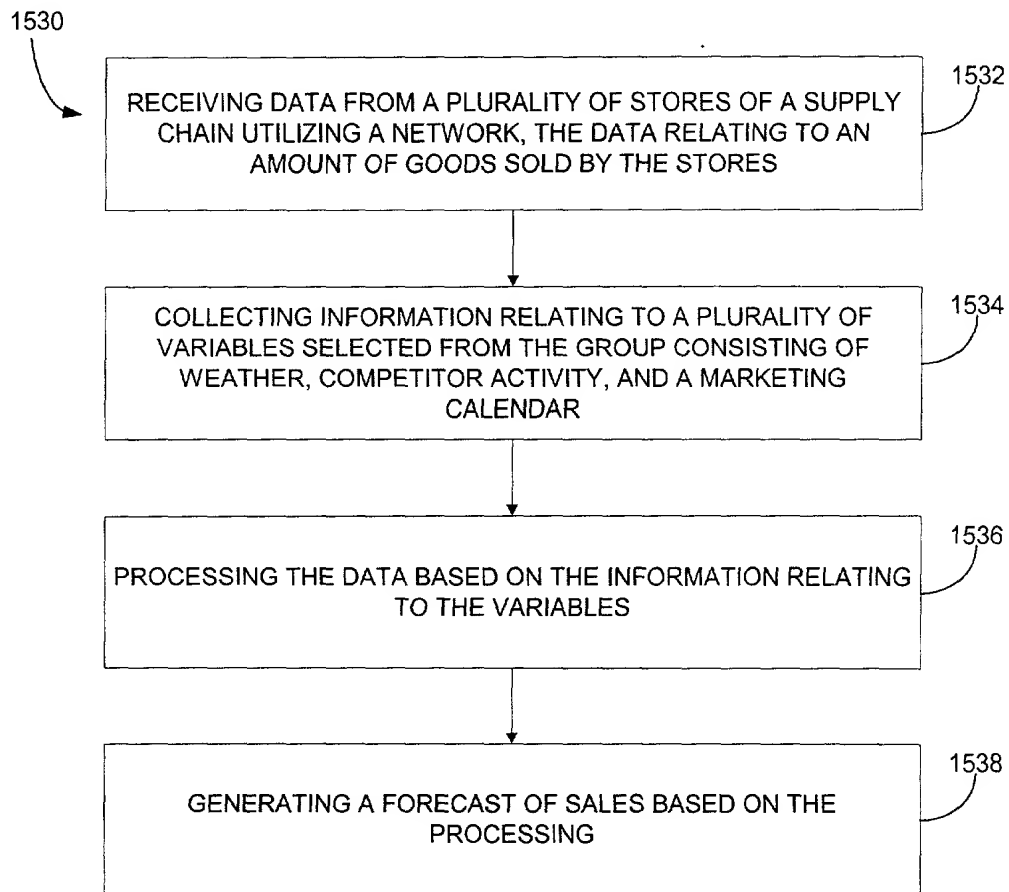 1530
1532
RECEIVING DATA FROM A PLURALITY OF STORES OF A SUPPLY
CHAIN UTILIZING A NETWORK, THE DATA RELATING TO AN
AMOUNT OF GOODS SOLD BY THE STORES
1534
COLLECTING INFORMATION RELATING TO A PLURALITY OF
VARIABLES SELECTED FROM THE GROUP CONSISTING OF
WEATHER, COMPETITOR ACTIVITY, AND A MARKETING
CALENDAR
1536
PROCESSING THE DATA BASED ON THE INFORMATION RELATING
TO THE VARIABLES
1538
GENERATING A FORECAST OF SALES BASED ON THE
PROCESSING